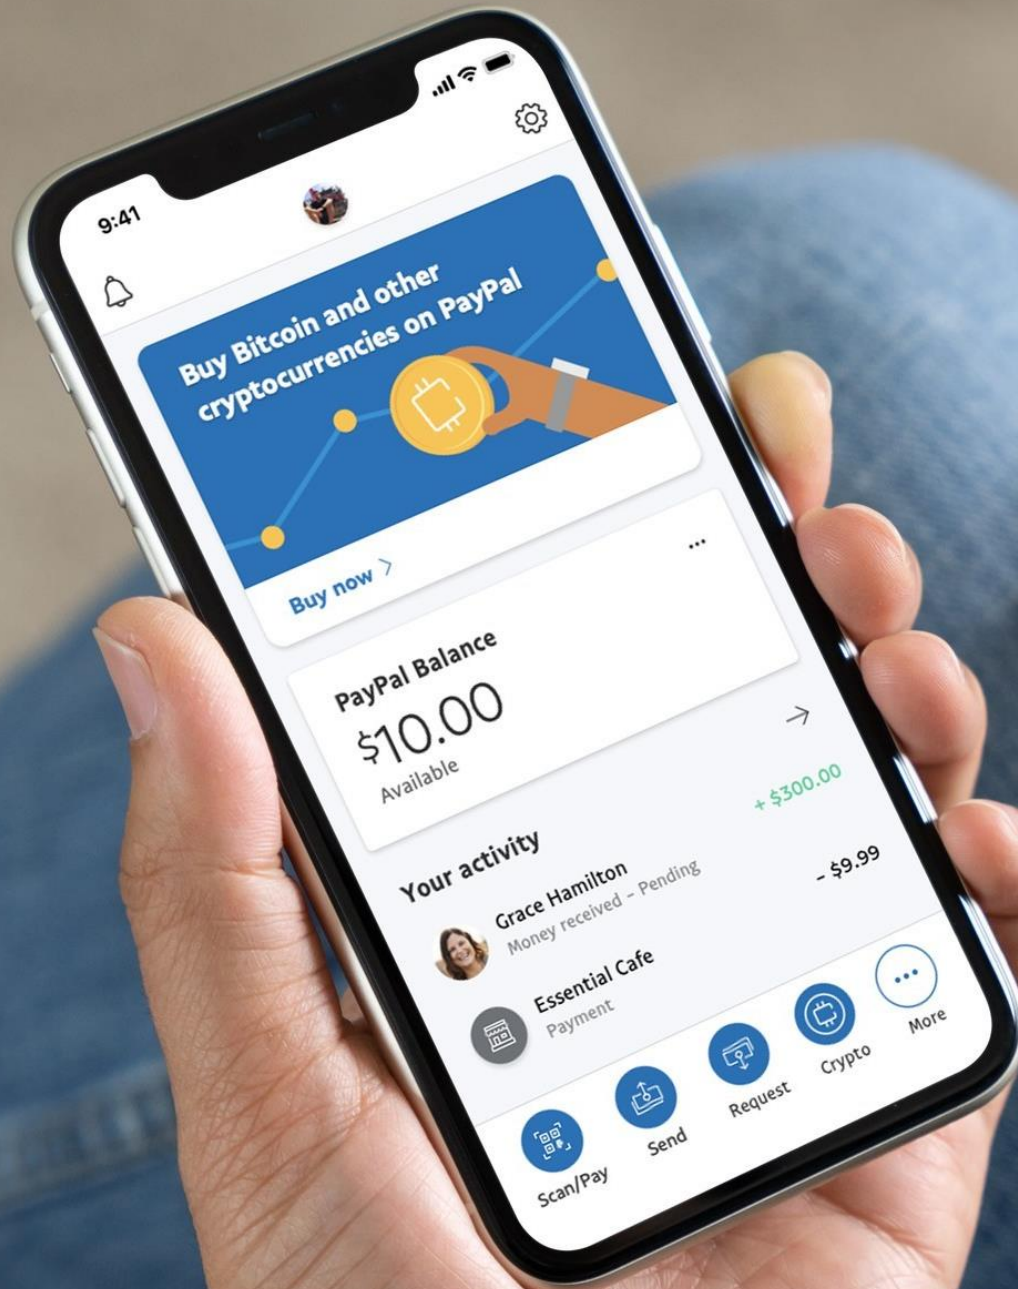 9:41
Buy Bitcoin and other
cryptocurrencies on PayPal
Buy now
PayPal Balance
$10.00
Available
Your activity
Grace Hamilton
Money received - Pending
+ $300.00
Essential Cafe
Payment
- $9.99
Scan/Pay
Send
Request
Crypto
More